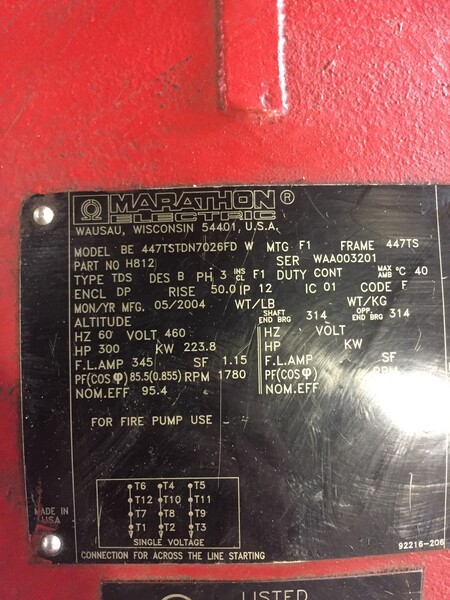 MARATHON®
ELECTRIC
WAUSAU, WISCONSIN 54401, U.S.A.
MODEL BE 447TSTDN7026FD W MTG F1 FRAME 447TS
PART NO H812 SER WAA003201
TYPE TDS DES B PH 3 INS CL F1 DUTY CONT MAX AMB °C 40
ENCL DP RISE 50.0 IP 12 IC 01 CODE F
MON/YR MFG. 05/2004 WT/LB WT/KG
ALTITUDE SHAFT END BRG 314 OPP. END BRG 314
HZ 60 VOLT 460 HZ VOLT
HP 300 KW 223.8 HP KW
F.L.AMP 345 SF 1.15 F.L.AMP SF
PF(COS φ) 85.5(0.855) RPM 1780 PF(COS φ) RPM
NOM.EFF 95.4 NOM.EFF
FOR FIRE PUMP USE
T6 T4 T5
T12 T10 T11
T7 T8 T9
T1 T2 T3
SINGLE VOLTAGE
MADE IN
USA
CONNECTION FOR ACROSS THE LINE STARTING
92216-206
LISTED